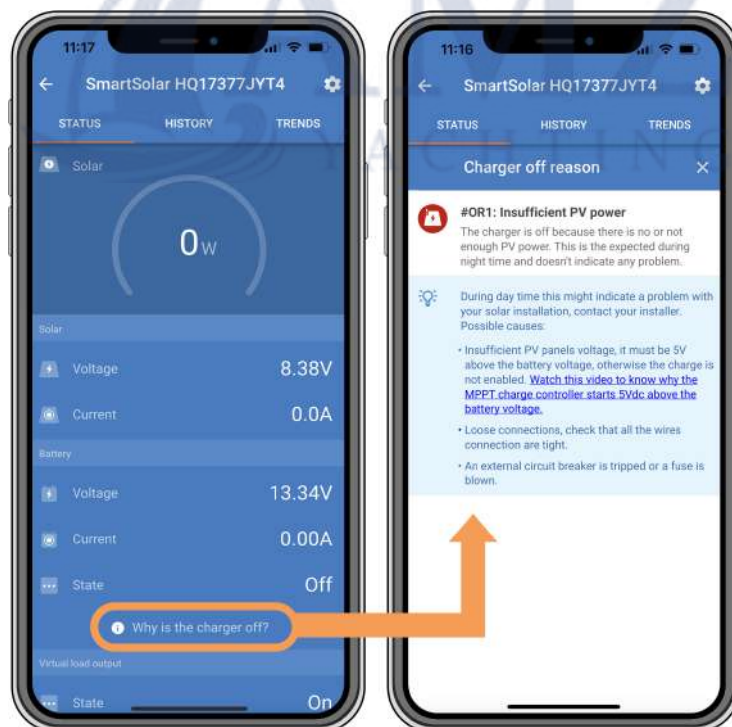 11:17
SmartSolar HQ17377JYT4
STATUS HISTORY TRENDS
Solar
0W
Solar
Voltage 8.38V
Current 0.0A
Battery
Voltage 13.34V
Current 0.00A
State Off
Why is the charger off?
Virtual load output
State On
11:16
SmartSolar HQ17377JYT4
STATUS HISTORY TRENDS
Charger off reason
#OR1: Insufficient PV power
The charger is off because there is no or not
enough PV power. This is the expected during
night time and doesn't indicate any problem.
During day time this might indicate a problem with
your solar installation, contact your installer.
Possible causes:
• Insufficient PV panels voltage, it must be 5V
above the battery voltage, otherwise the charge is
not enabled. Watch this video to know why the
MPPT charge controller starts 5Vdc above the
battery voltage.
• Loose connections, check that all the wires
connection are tight.
• An external circuit breaker is tripped or a fuse is
blown.
YACHTING